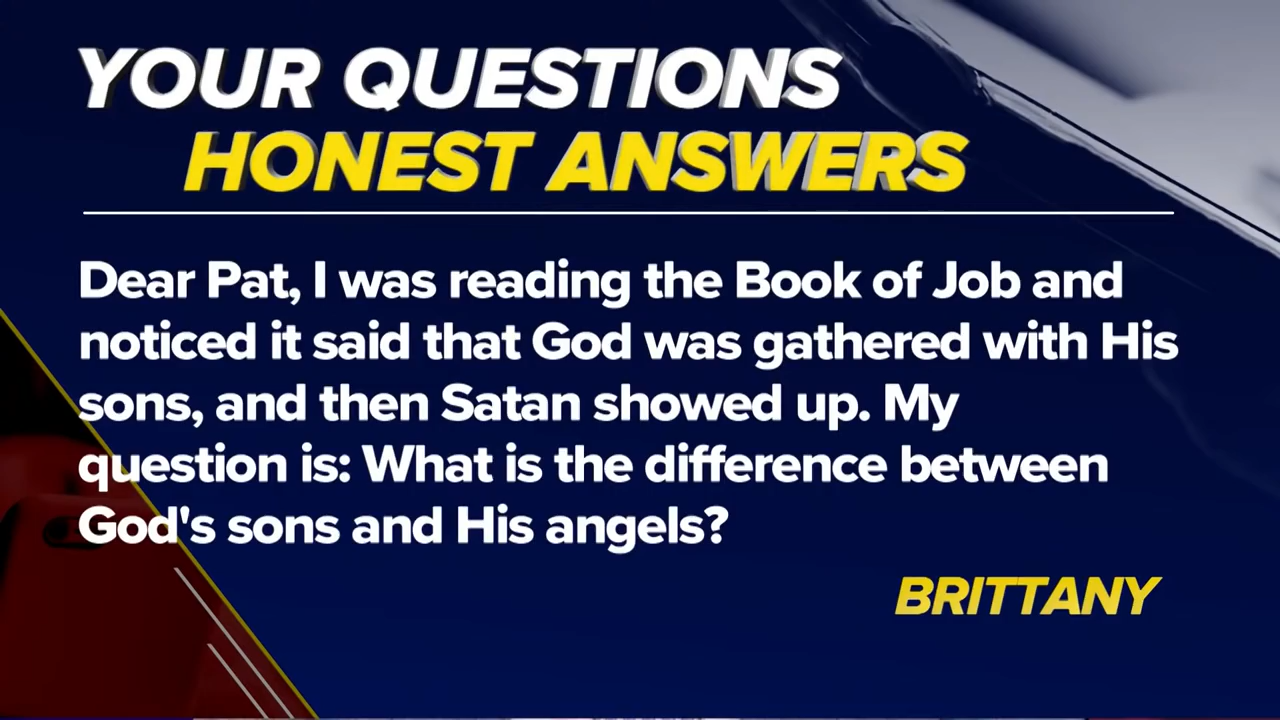 YOUR QUESTIONS
HONEST ANSWERS
Dear Pat, I was reading the Book of Job and
noticed it said that God was gathered with His
sons, and then Satan showed up. My
question is: What is the difference between
God's sons and His angels?
BRITTANY